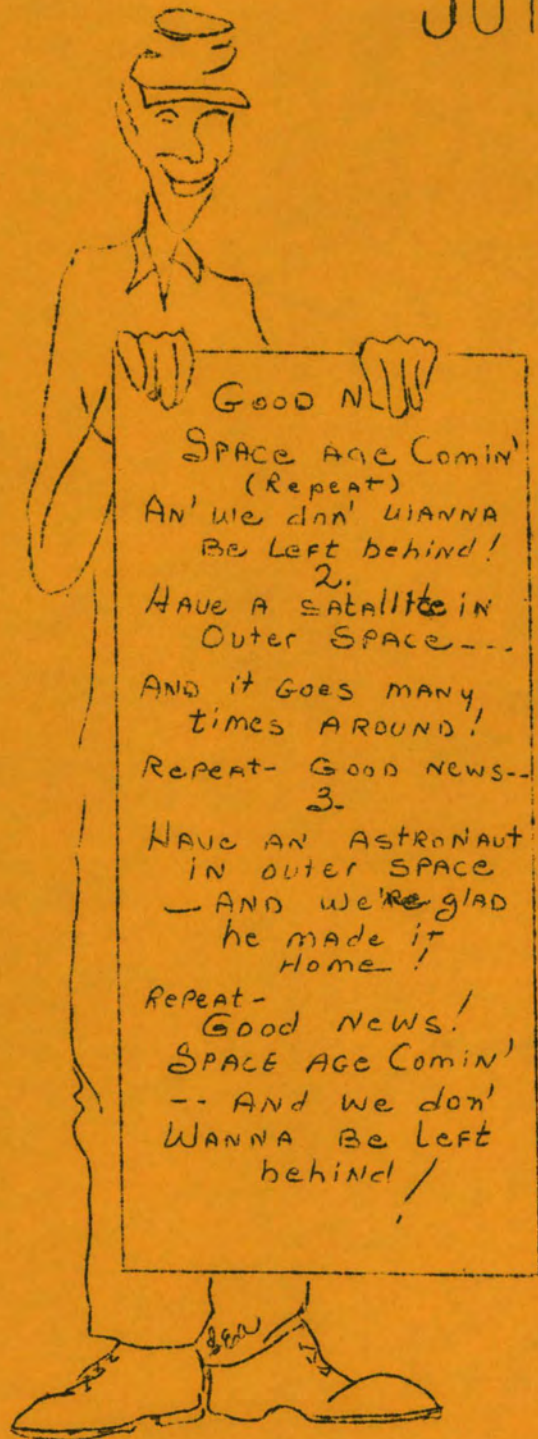 GOOD N
SPACE AGE COMIN'
(REPEAT)
AN' WE don' WANNA
BE LEFT behind!
2.
HAVE A SATALLITE IN
OUTER SPACE---
AND it GOES MANY
times AROUND!
REPEAT- GOOD NEWS--
3.
HAVE AN ASTRONAUT
IN OUTER SPACE
— AND WE'RE glAD
he MADE it
Home!
REPEAT-
GOOD NEWS!
SPACE AGE COMIN'
-- ANd we don'
WANNA BE LEFT
behiNd!